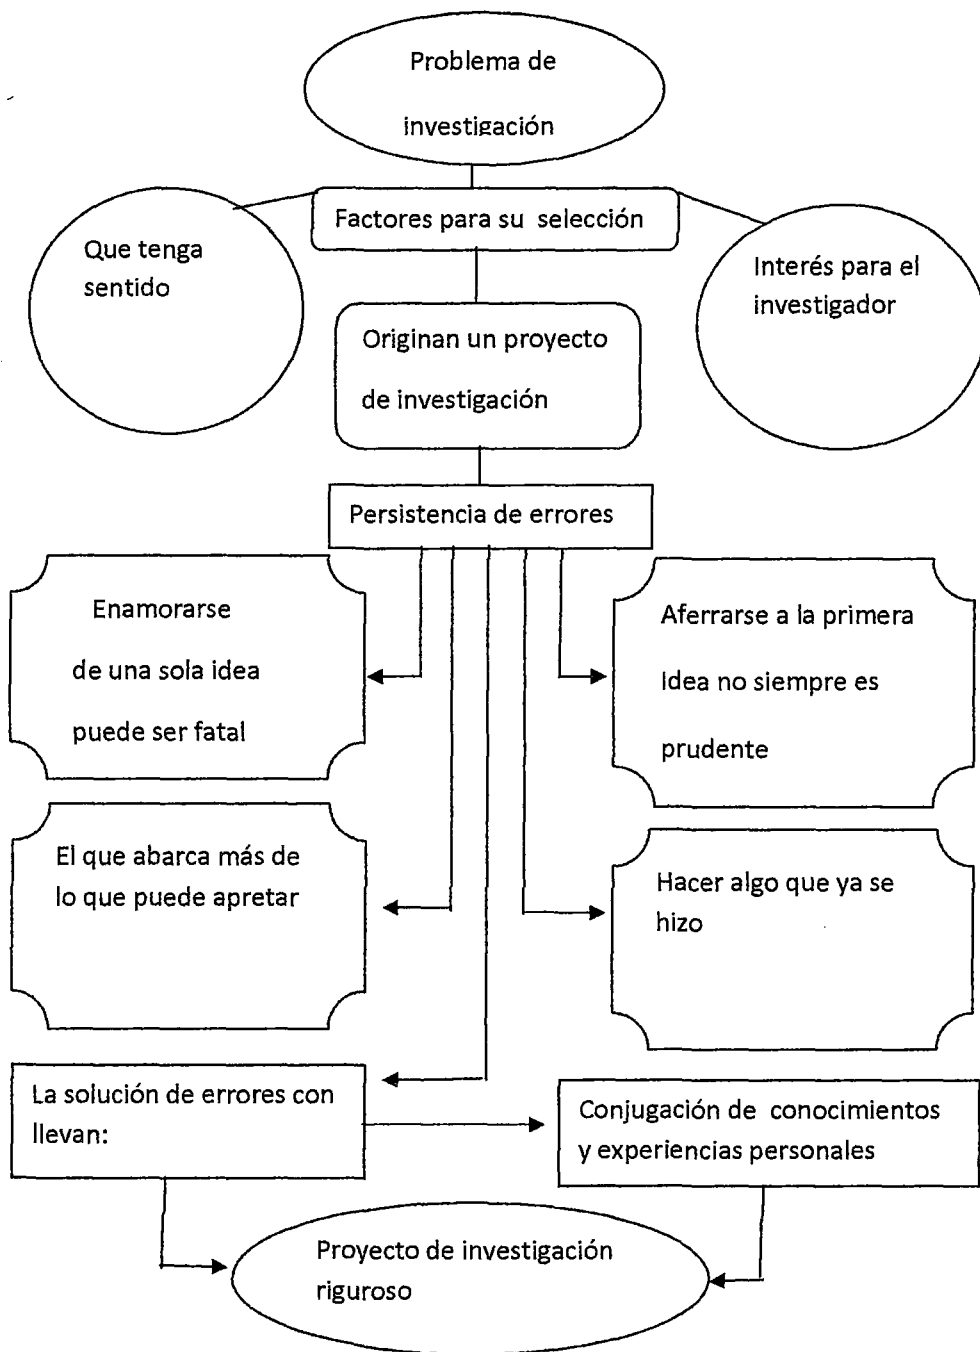 Problema de
investigación
Factores para su selección
Que tenga
sentido
Interés para el
investigador
Originan un proyecto
de investigación
Persistencia de errores
Enamorarse
de una sola idea
puede ser fatal
Aferrarse a la primera
idea no siempre es
prudente
El que abarca más de
lo que puede apretar
Hacer algo que ya se
hizo
La solución de errores con
llevan:
Conjugación de conocimientos
y experiencias personales
Proyecto de investigación
riguroso